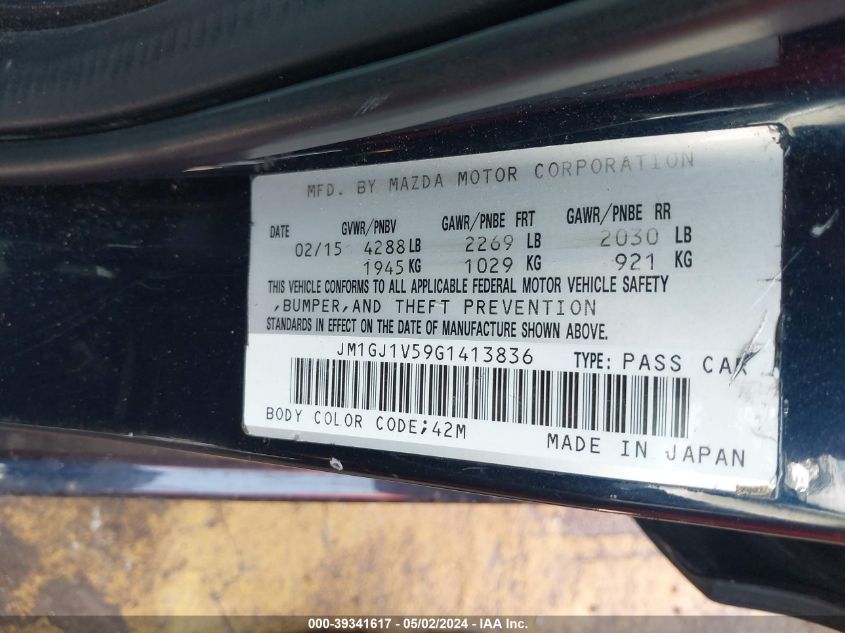 MFD. BY MAZDA MOTOR CORPORATION
DATE GVWR/PNBV GAWR/PNBE FRT GAWR/PNBE RR
02/15 4288 LB 2269 LB 2030 LB
1945 KG 1029 KG 921 KG
THIS VEHICLE CONFORMS TO ALL APPLICABLE FEDERAL MOTOR VEHICLE SAFETY
,BUMPER,AND THEFT PREVENTION
STANDARDS IN EFFECT ON THE DATE OF MANUFACTURE SHOWN ABOVE.
JM1GJ1V59G1413836 TYPE: PASS CAR
BODY COLOR CODE;42M
MADE IN JAPAN
000-39341617 - 05/02/2024 - IAA Inc.